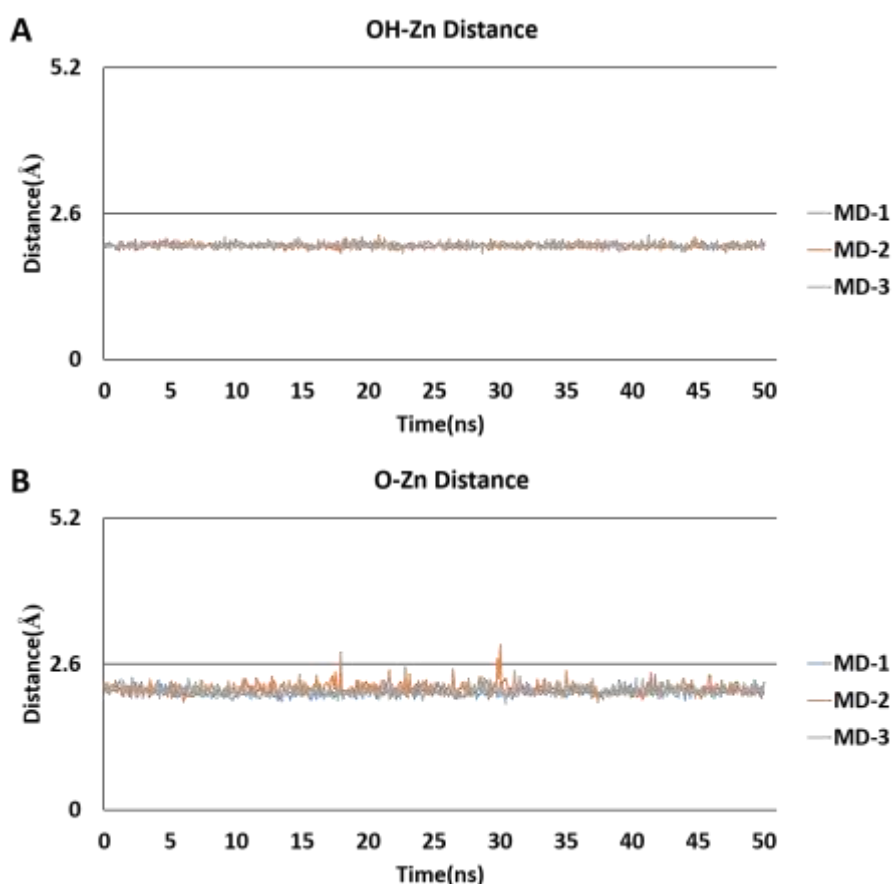 A
OH-Zn Distance
5.2
2.6
0
Distance(Å)
0 5 10 15 20 25 30 35 40 45 50
Time(ns)
MD-1
MD-2
MD-3
B
O-Zn Distance
5.2
2.6
0
Distance(Å)
0 5 10 15 20 25 30 35 40 45 50
Time(ns)
MD-1
MD-2
MD-3